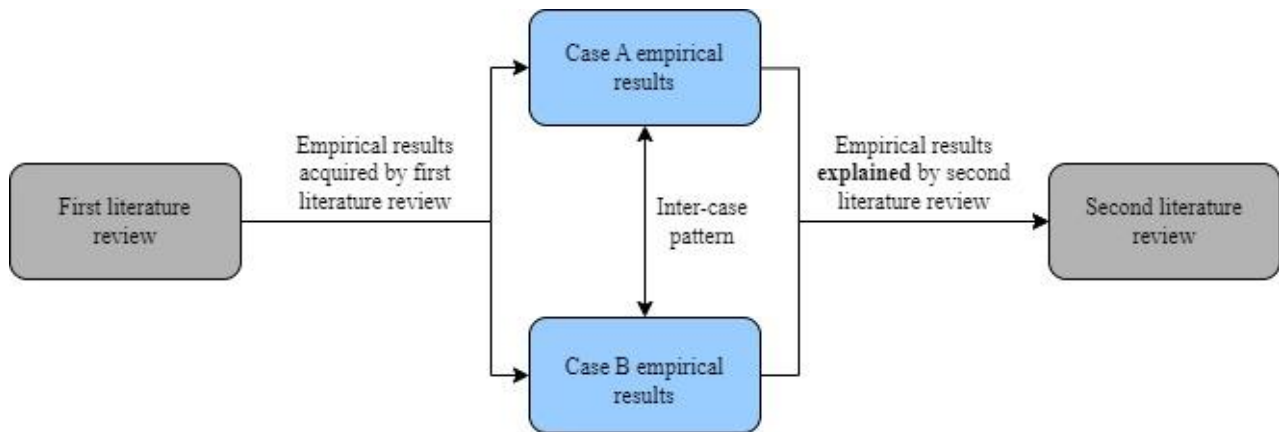 First literature
review
Empirical results
acquired by first
literature review
Case A empirical
results
Inter-case
pattern
Case B empirical
results
Empirical results
explained by second
literature review
Second literature
review